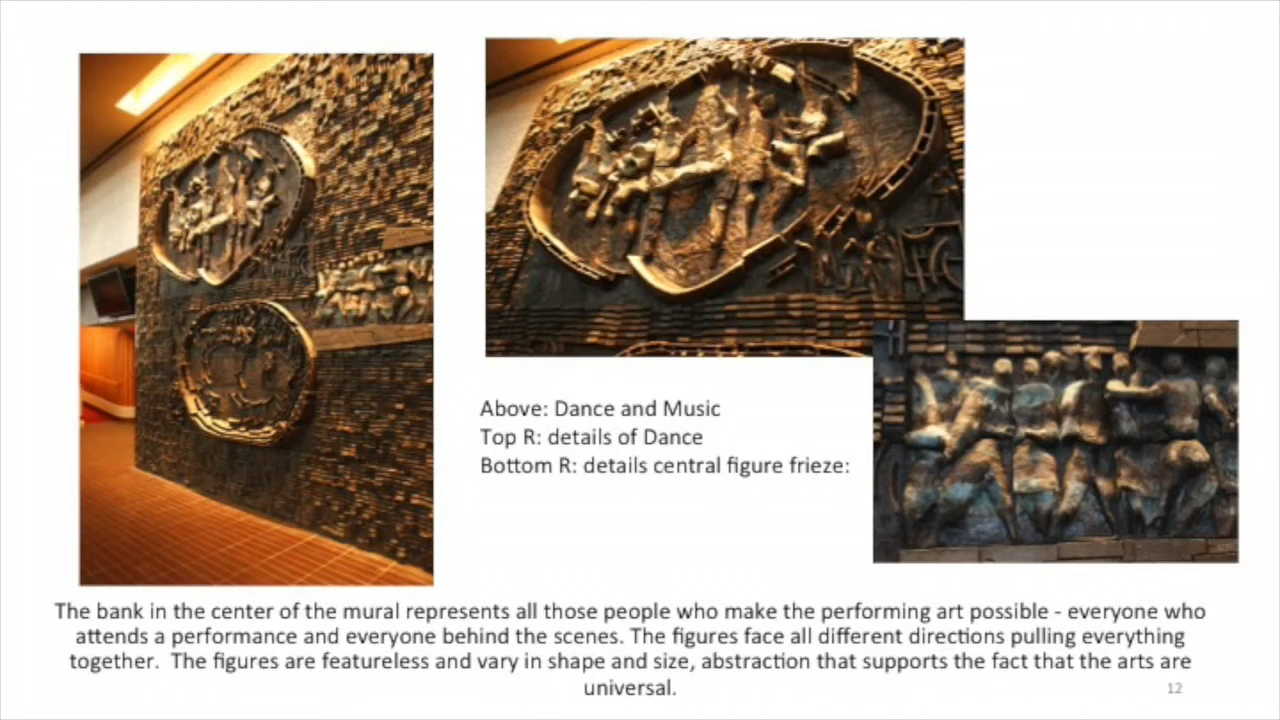 Above: Dance and Music
Top R: details of Dance
Bottom R: details central figure frieze:
The bank in the center of the mural represents all those people who make the performing art possible - everyone who
attends a performance and everyone behind the scenes. The figures face all different directions pulling everything
together.  The figures are featureless and vary in shape and size, abstraction that supports the fact that the arts are
universal.
12